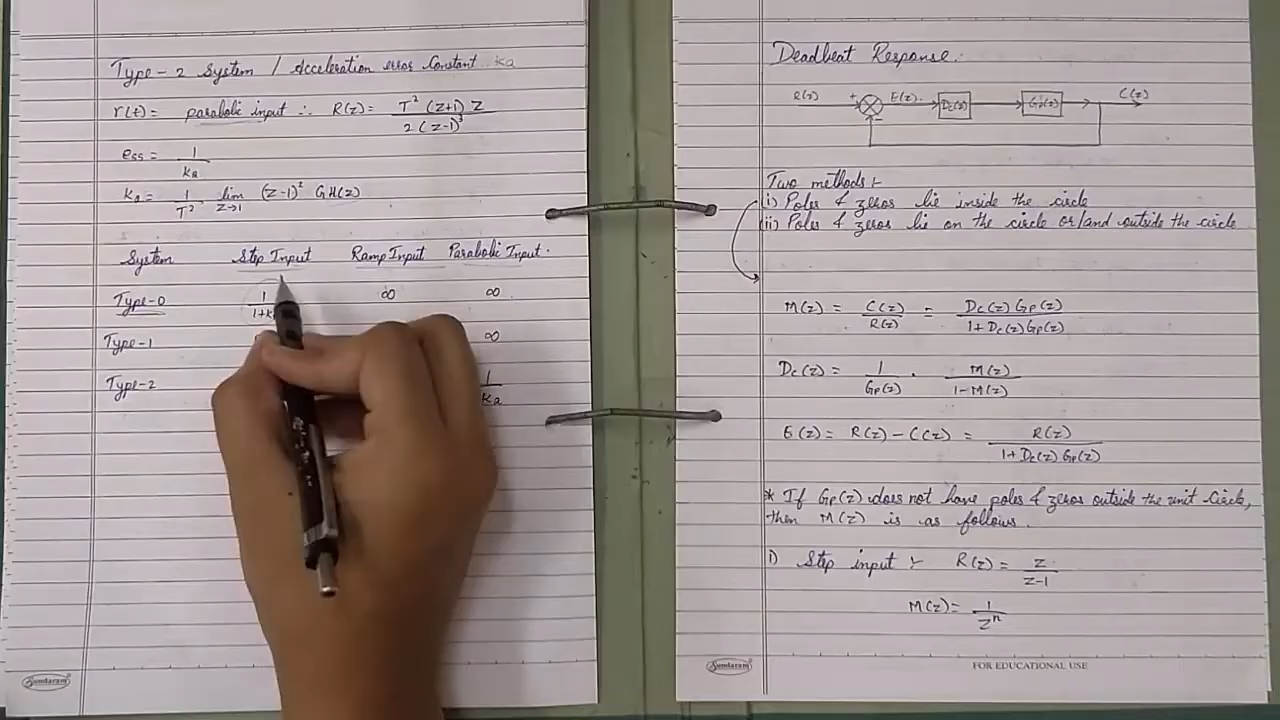 Type-2 System / Acceleration error Constant ka
r(t) = parabolic input ∴ R(z) = T² (z+1) z / 2 (z-1)³
ess = 1 / ka
ka = 1 / T² lim z→1 (z-1)² GH(z)
System Step Input Ramp Input Parabolic Input.
Type-0 1 / 1+k ∞ ∞
Type-1 ∞
Type-2 1 / ka
Sundaram
Deadbeat Response.
R(z) + E(z). Dc(z) Gp(z) C(z)
-
Two methods :-
(i) Poles & zeros lie inside the circle
(ii) Poles & zeros lie on the circle or/and outside the circle
M(z) = C(z) / R(z) = Dc(z) Gp(z) / 1 + Dc(z) Gp(z)
Dc(z) = 1 / Gp(z) . M(z) / 1 - M(z)
E(z) = R(z) - C(z) = R(z) / 1 + Dc(z) Gp(z)
* If Gp(z) does not have poles & zeros outside the unit circle,
then M(z) is as follows.
1) Step input :- R(z) = z / z-1
M(z) = 1 / zⁿ
Sundaram FOR EDUCATIONAL USE